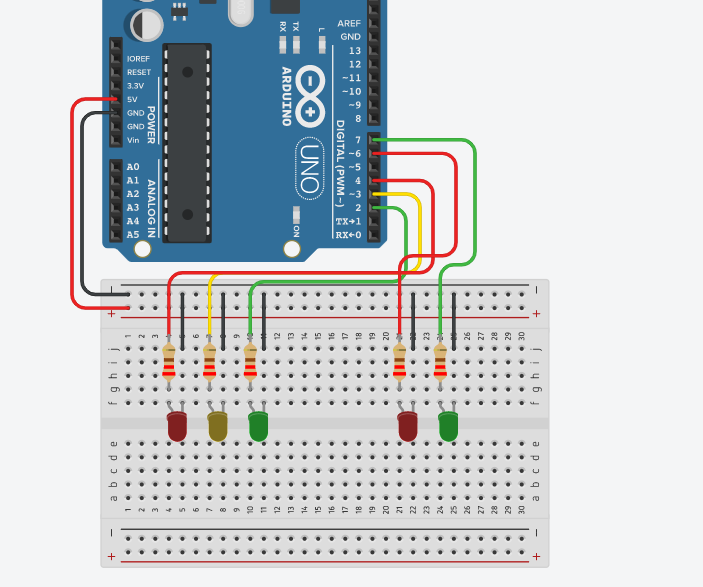 RX
TX
L
AREF
GND
13
12
~11
~10
~9
8
7
~6
~5
4
~3
2
TX→1
RX←0
DIGITAL (PWM~)
ARDUINO
UNO
ON
IOREF
RESET
3.3V
5V
GND
GND
Vin
POWER
A0
A1
A2
A3
A4
A5
ANALOG IN
− −
+ +
1 2 3 4 5 6 7 8 9 10 11 12 13 14 15 16 17 18 19 20 21 22 23 24 25 26 27 28 29 30
j j
i i
h h
g g
f f
e e
d d
c c
b b
a a
1 2 3 4 5 6 7 8 9 10 11 12 13 14 15 16 17 18 19 20 21 22 23 24 25 26 27 28 29 30
− −
+ +